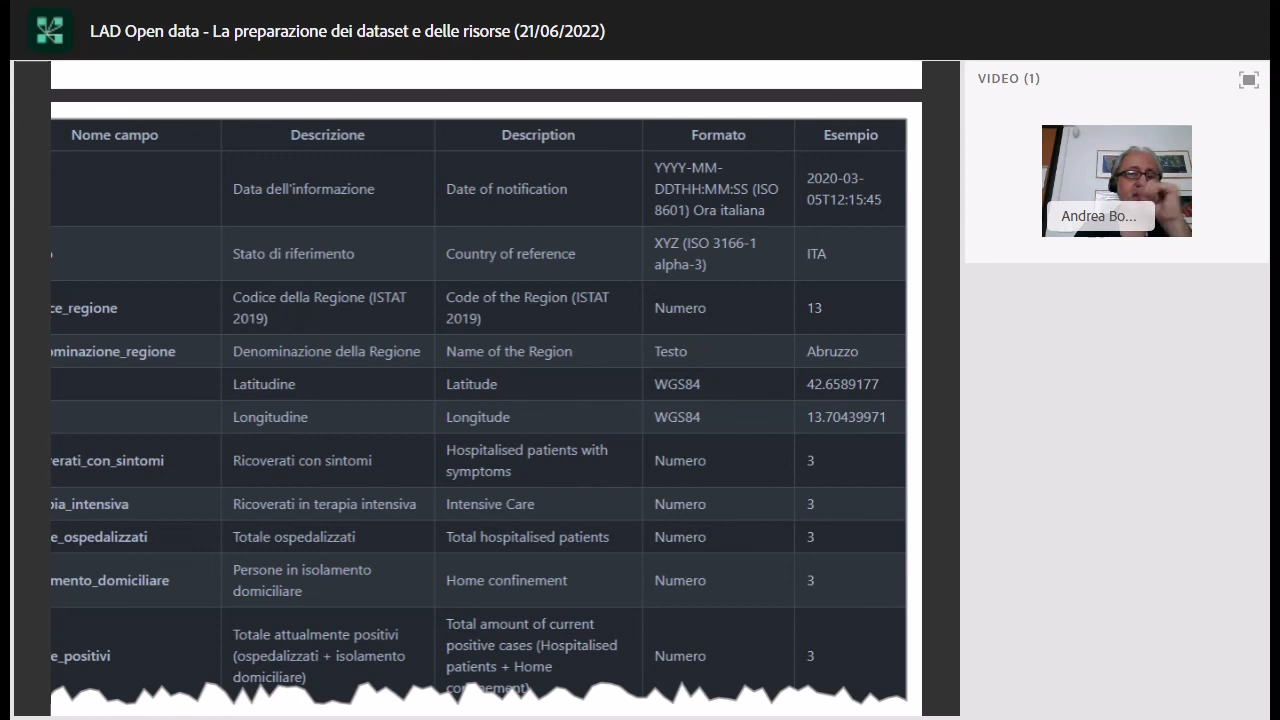 LAD Open data - La preparazione dei dataset e delle risorse (21/06/2022)
VIDEO (1)
Andrea Bo...
Nome campo Descrizione Description Formato Esempio
Data dell'informazione Date of notification YYYY-MM-DDTHH:MM:SS (ISO 8601) Ora italiana 2020-03-05T12:15:45
Stato di riferimento Country of reference XYZ (ISO 3166-1 alpha-3) ITA
ce_regione Codice della Regione (ISTAT 2019) Code of the Region (ISTAT 2019) Numero 13
ominazione_regione Denominazione della Regione Name of the Region Testo Abruzzo
Latitudine Latitude WGS84 42.6589177
Longitudine Longitude WGS84 13.70439971
verati_con_sintomi Ricoverati con sintomi Hospitalised patients with symptoms Numero 3
pia_intensiva Ricoverati in terapia intensiva Intensive Care Numero 3
e_ospedalizzati Totale ospedalizzati Total hospitalised patients Numero 3
mento_domiciliare Persone in isolamento domiciliare Home confinement Numero 3
e_positivi Totale attualmente positivi (ospedalizzati + isolamento domiciliare) Total amount of current positive cases (Hospitalised patients + Home confinement) Numero 3